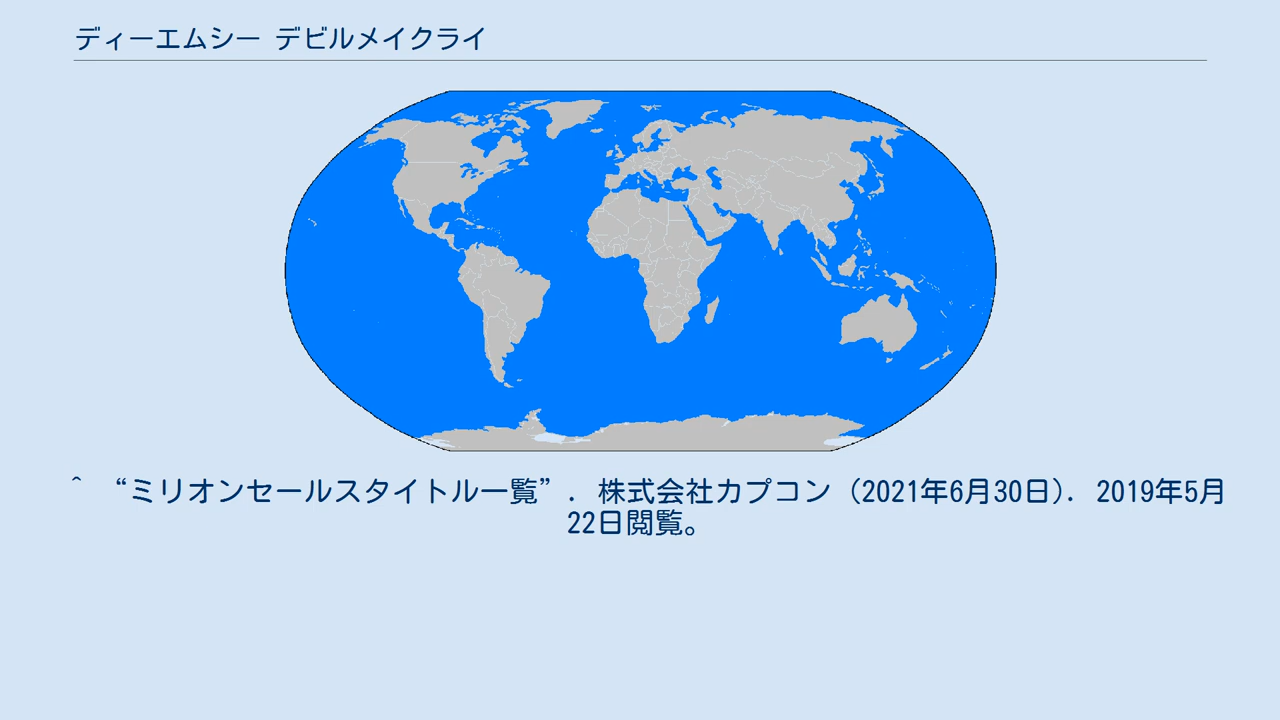 ディーエムシー デビルメイクライ
^ “ミリオンセールスタイトル一覧”. 株式会社カプコン (2021年6月30日). 2019年5月
22日閲覧。